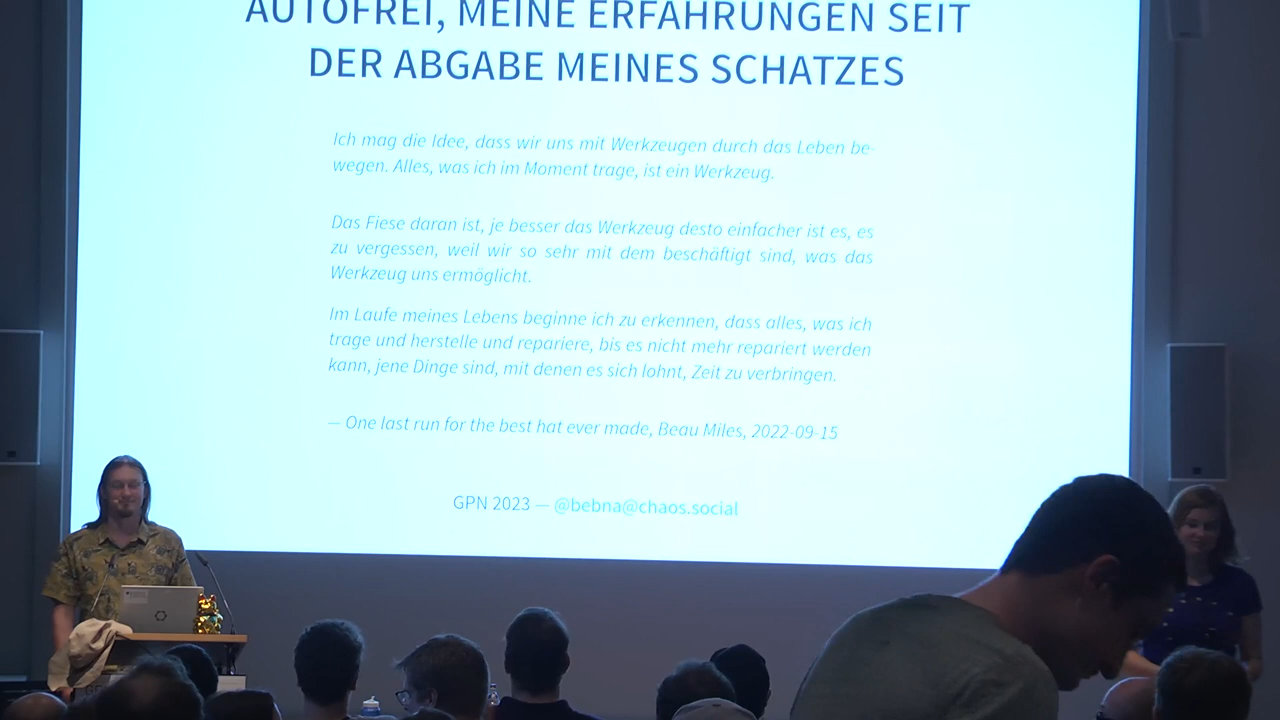 AUTOFREI, MEINE ERFAHRUNGEN SEIT
DER ABGABE MEINES SCHATZES
Ich mag die Idee, dass wir uns mit Werkzeugen durch das Leben be-
wegen. Alles, was ich im Moment trage, ist ein Werkzeug.
Das Fiese daran ist, je besser das Werkzeug desto einfacher ist es, es
zu vergessen, weil wir so sehr mit dem beschäftigt sind, was das
Werkzeug uns ermöglicht.
Im Laufe meines Lebens beginne ich zu erkennen, dass alles, was ich
trage und herstelle und repariere, bis es nicht mehr repariert werden
kann, jene Dinge sind, mit denen es sich lohnt, Zeit zu verbringen.
— One last run for the best hat ever made, Beau Miles, 2022-09-15
GPN 2023 — @bebna@chaos.social